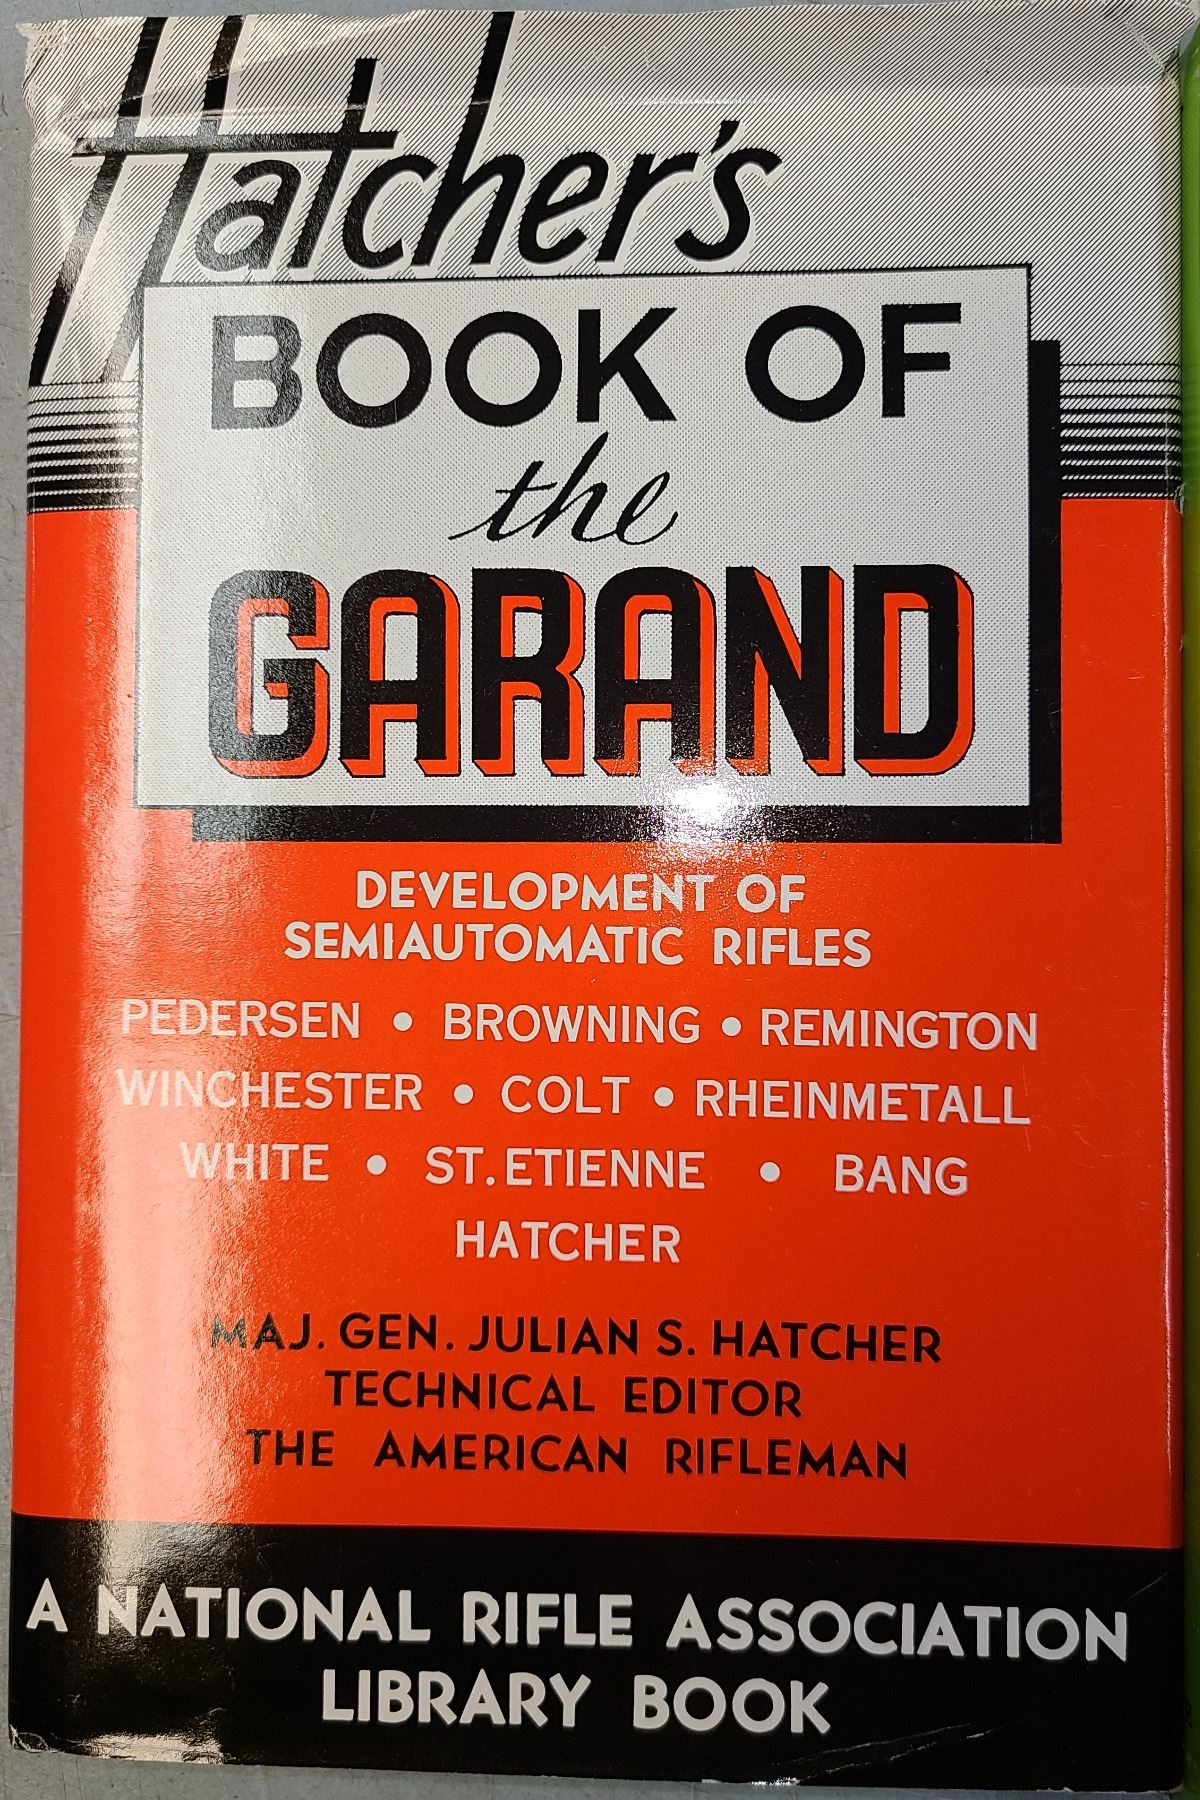 Hatcher's
BOOK OF
the
GARAND
DEVELOPMENT OF
SEMIAUTOMATIC RIFLES
PEDERSEN • BROWNING • REMINGTON
WINCHESTER • COLT • RHEINMETALL
WHITE • ST. ETIENNE • BANG
HATCHER
MAJ. GEN. JULIAN S. HATCHER
TECHNICAL EDITOR
THE AMERICAN RIFLEMAN
A NATIONAL RIFLE ASSOCIATION
LIBRARY BOOK